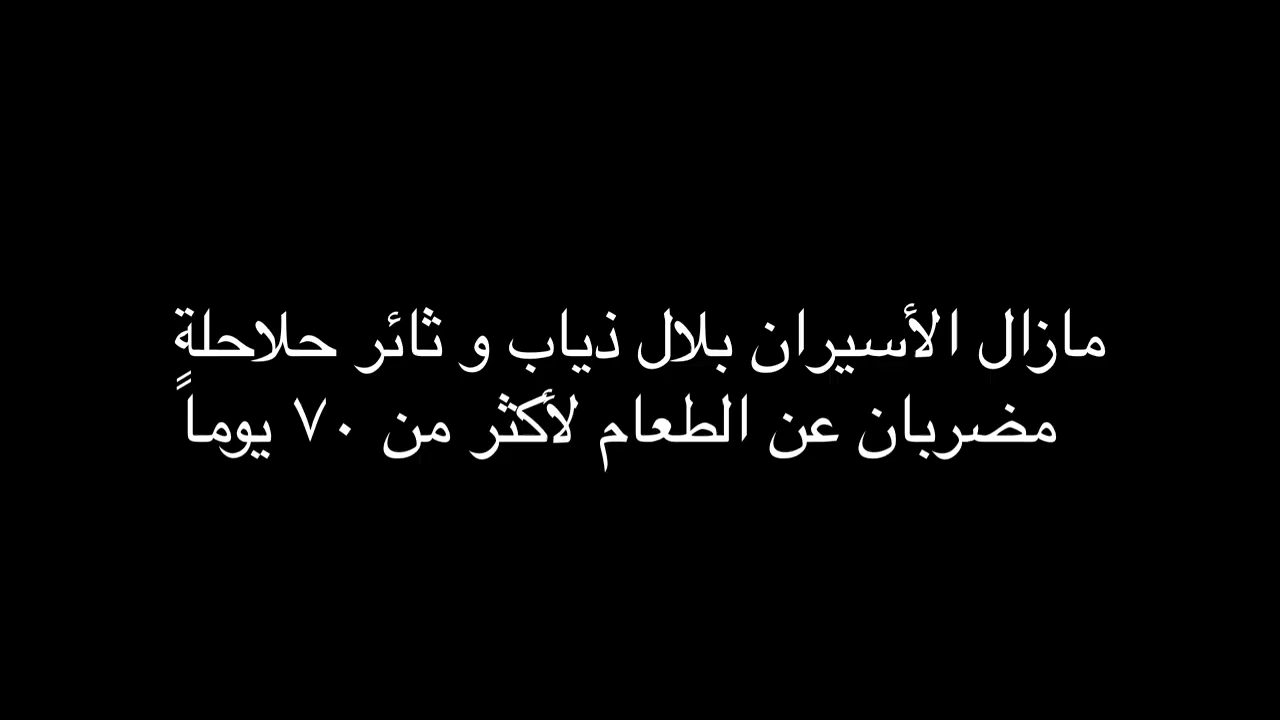 مازال الأسيران بلال ذياب و ثائر حلاحلة
مضربان عن الطعام لأكثر من ٧٠ يوماً